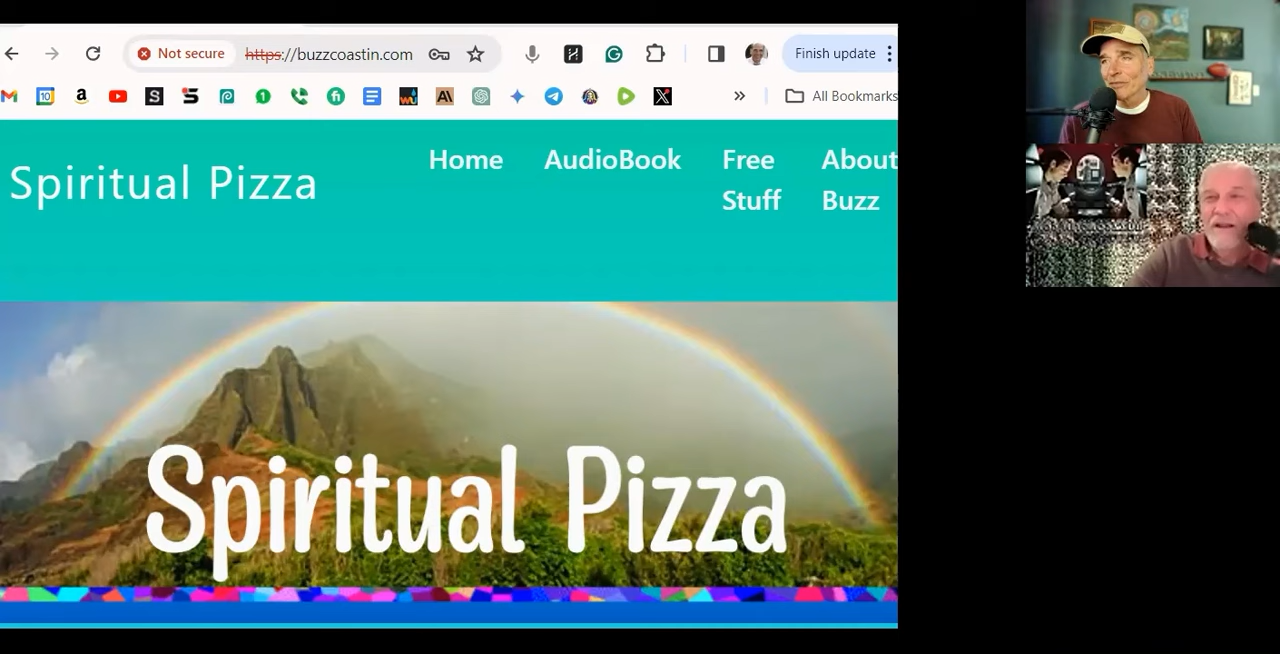 Not secure https://buzzcoastin.com Finish update
All Bookmarks
Spiritual Pizza
Home AudioBook Free Stuff About Buzz
Spiritual Pizza